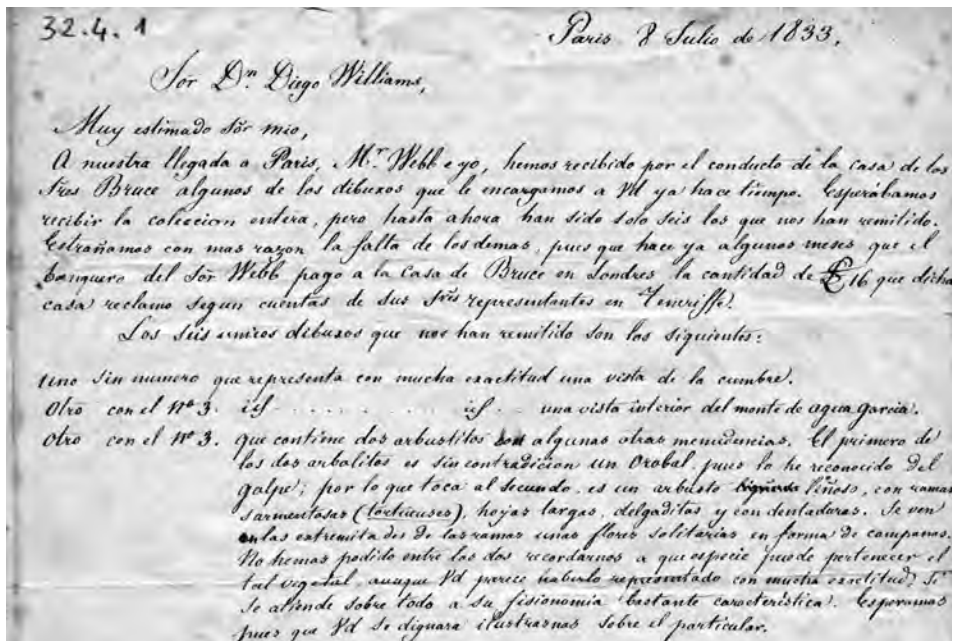 32.4.1
Paris 8 Julio de 1833,
Sor Dn. Diego Williams,
Muy estimado Sor mio,
A nuestra llegada a Paris, Mr. Webb e yo, hemos recibido por el conducto de la casa de los
Sres Bruce algunos de los dibuxos que le encargamos a Vd ya hace tiempo. Esperábamos
recibir la coleccion entera, pero hasta ahora han sido solo seis los que nos han remitido.
Estrañamos con mas razon la falta de los demas, pues que hace ya algunos meses que el
banquero del Sor Webb pago a la Casa de Bruce en Londres la cantidad de £16 que dicha
casa reclamo segun cuentas de sus Sres representantes en Teneriffe.
Los seis unicos dibuxos que nos han remitido son los siguientes:
Uno Sin numero que representa con mucha exactitud una vista de la cumbre.
Otro con el Nº 3. id . . . . . . . id . . una vista interior del monte de agua Garcia.
Otro con el Nº 3. que contiene dos arbustitos con algunas otras menudencias. El primero de
los dos arbolitos es sin contradicion un Orobal, pues lo he reconocido del
golpe; por lo que toca al secundo, es un arbusto liñoso, con ramas
sarmentosas (tortueuses), hojas largas, delgaditas y con dentaduras. Se ven
en las extremitades de las ramas unas flores solitarias en forma de campanas.
No hemos podido entre los dos recordarnos a que especie puede pertenecer el
tal vegetal, aunque Vd parece haberlo representado con mucha exactitud, Si
Se atiende sobre todo a su fisionomia bastante caracteristica. Esperamos
pues que Vd se dignara ilustrarnos sobre el particular.